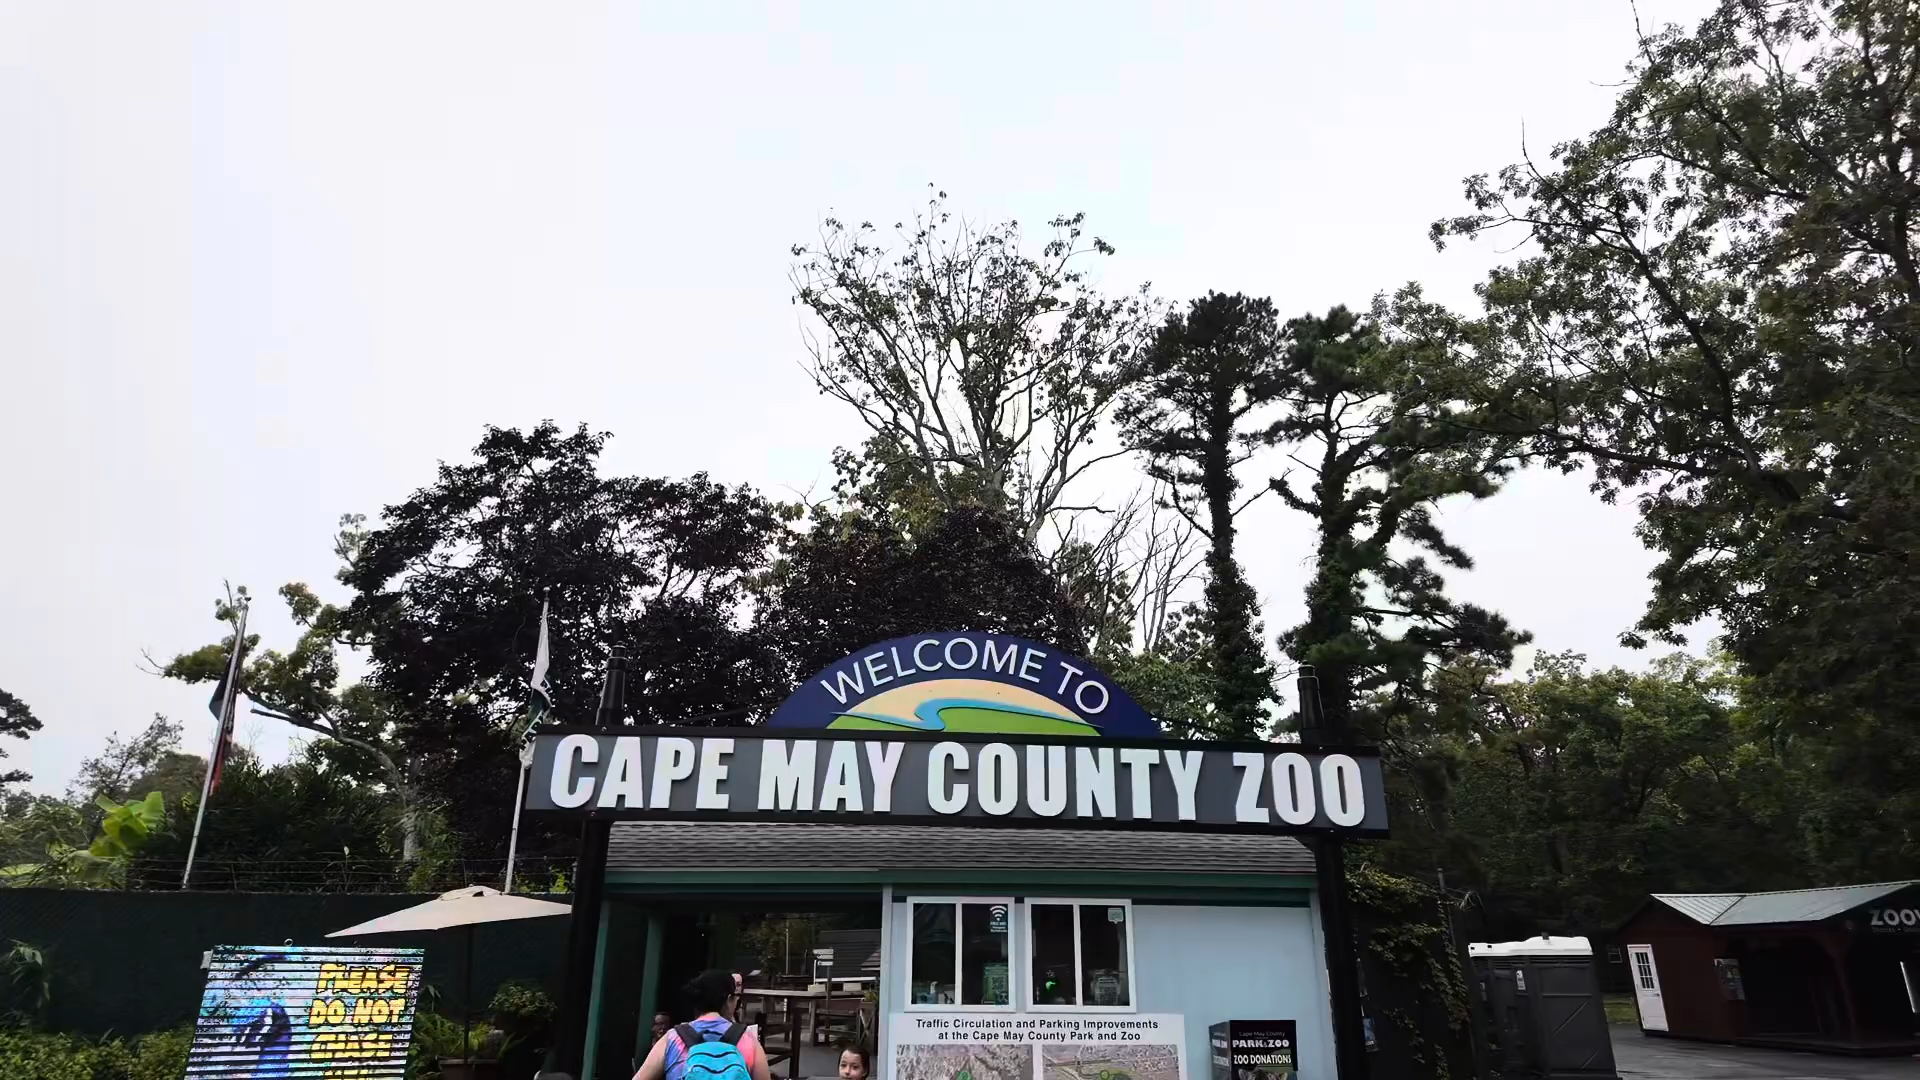 WELCOME TO
CAPE MAY COUNTY ZOO
PLEASE
DO NOT
CHASE
Traffic Circulation and Parking Improvements
at the Cape May County Park and Zoo
Cape May County
PARK & ZOO
ZOO DONATIONS